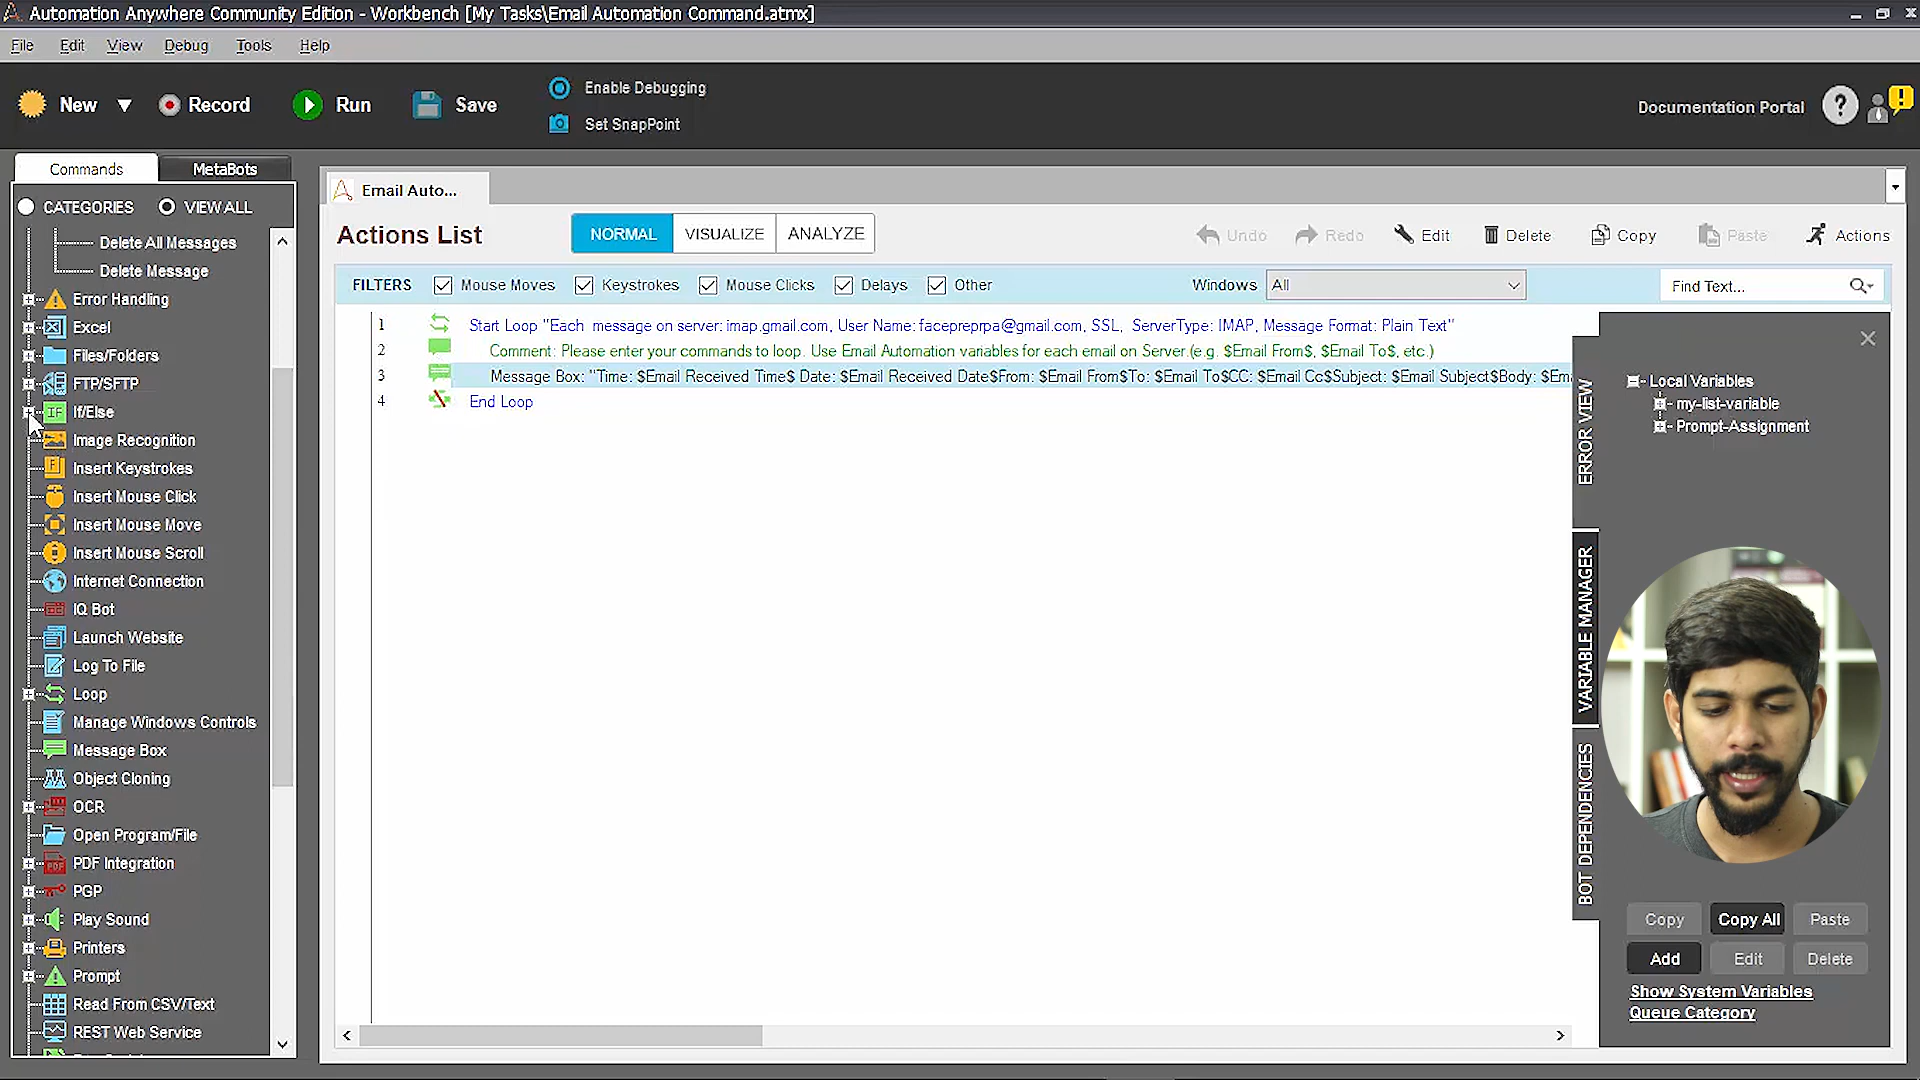 Automation Anywhere Community Edition - Workbench [My Tasks\Email Automation Command.atmx]
File Edit View Debug Tools Help
New Record Run Save
Enable Debugging
Set SnapPoint
Documentation Portal ?
Commands MetaBots
CATEGORIES VIEW ALL
Delete All Messages
Delete Message
Error Handling
Excel
Files/Folders
FTP/SFTP
If/Else
Image Recognition
Insert Keystrokes
Insert Mouse Click
Insert Mouse Move
Insert Mouse Scroll
Internet Connection
IQ Bot
Launch Website
Log To File
Loop
Manage Windows Controls
Message Box
Object Cloning
OCR
Open Program/File
PDF Integration
PGP
Play Sound
Printers
Prompt
Read From CSV/Text
REST Web Service
Email Auto...
Actions List
NORMAL VISUALIZE ANALYZE
Undo Redo Edit Delete Copy Paste Actions
FILTERS Mouse Moves Keystrokes Mouse Clicks Delays Other
Windows All
Find Text...
1 Start Loop "Each message on server: imap.gmail.com, User Name: facepreprpa@gmail.com, SSL, ServerType: IMAP, Message Format: Plain Text"
2 Comment: Please enter your commands to loop. Use Email Automation variables for each email on Server.(e.g. $Email From$, $Email To$, etc.)
3 Message Box: "Time: $Email Received Time$ Date: $Email Received Date$From: $Email From$To: $Email To$CC: $Email Cc$Subject: $Email Subject$Body: $Ema
4 End Loop
ERROR VIEW
VARIABLE MANAGER
BOT DEPENDENCIES
Local Variables
my-list-variable
Prompt-Assignment
Copy Copy All Paste
Add Edit Delete
Show System Variables
Queue Category